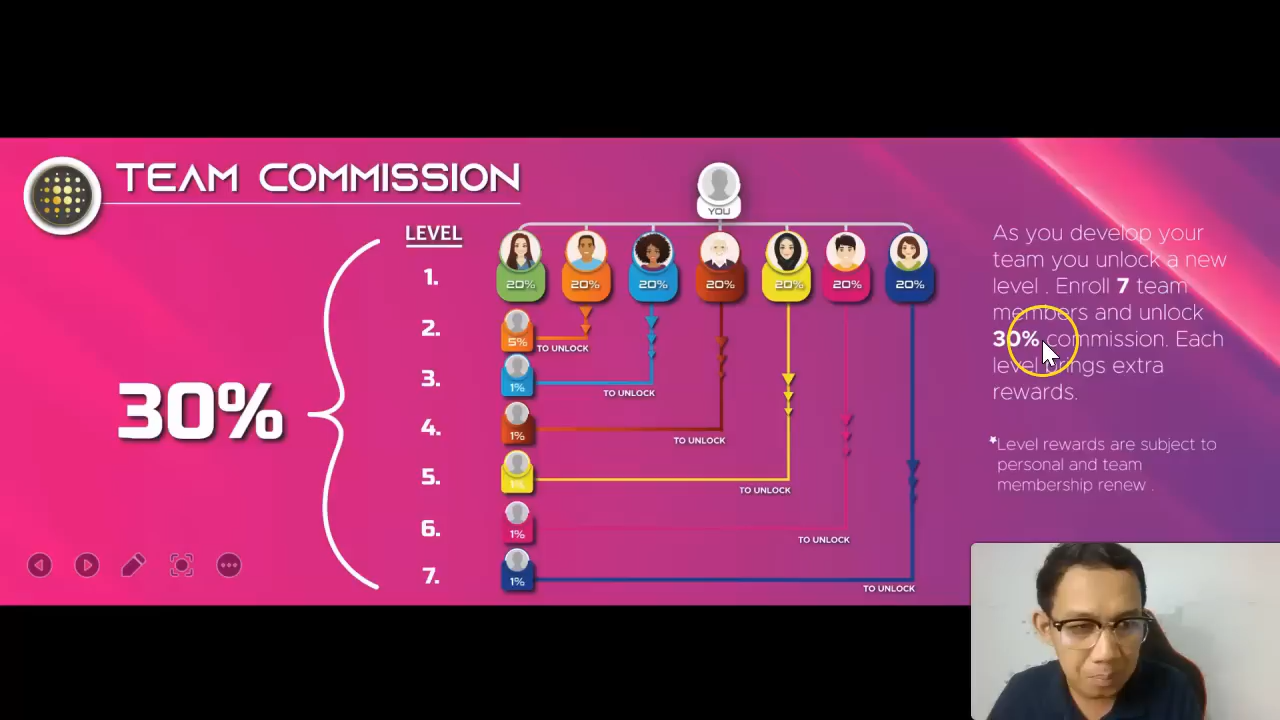 TEAM COMMISSION
YOU
LEVEL
1.
20% 20% 20% 20% 20% 20% 20%
2.
5%
TO UNLOCK
3.
1%
TO UNLOCK
4.
1%
TO UNLOCK
5.
1%
TO UNLOCK
6.
1%
TO UNLOCK
7.
1%
TO UNLOCK
30%
As you develop your
team you unlock a new
level . Enroll 7 team
members and unlock
30% commission. Each
level brings extra
rewards.
*Level rewards are subject to
personal and team
membership renew .